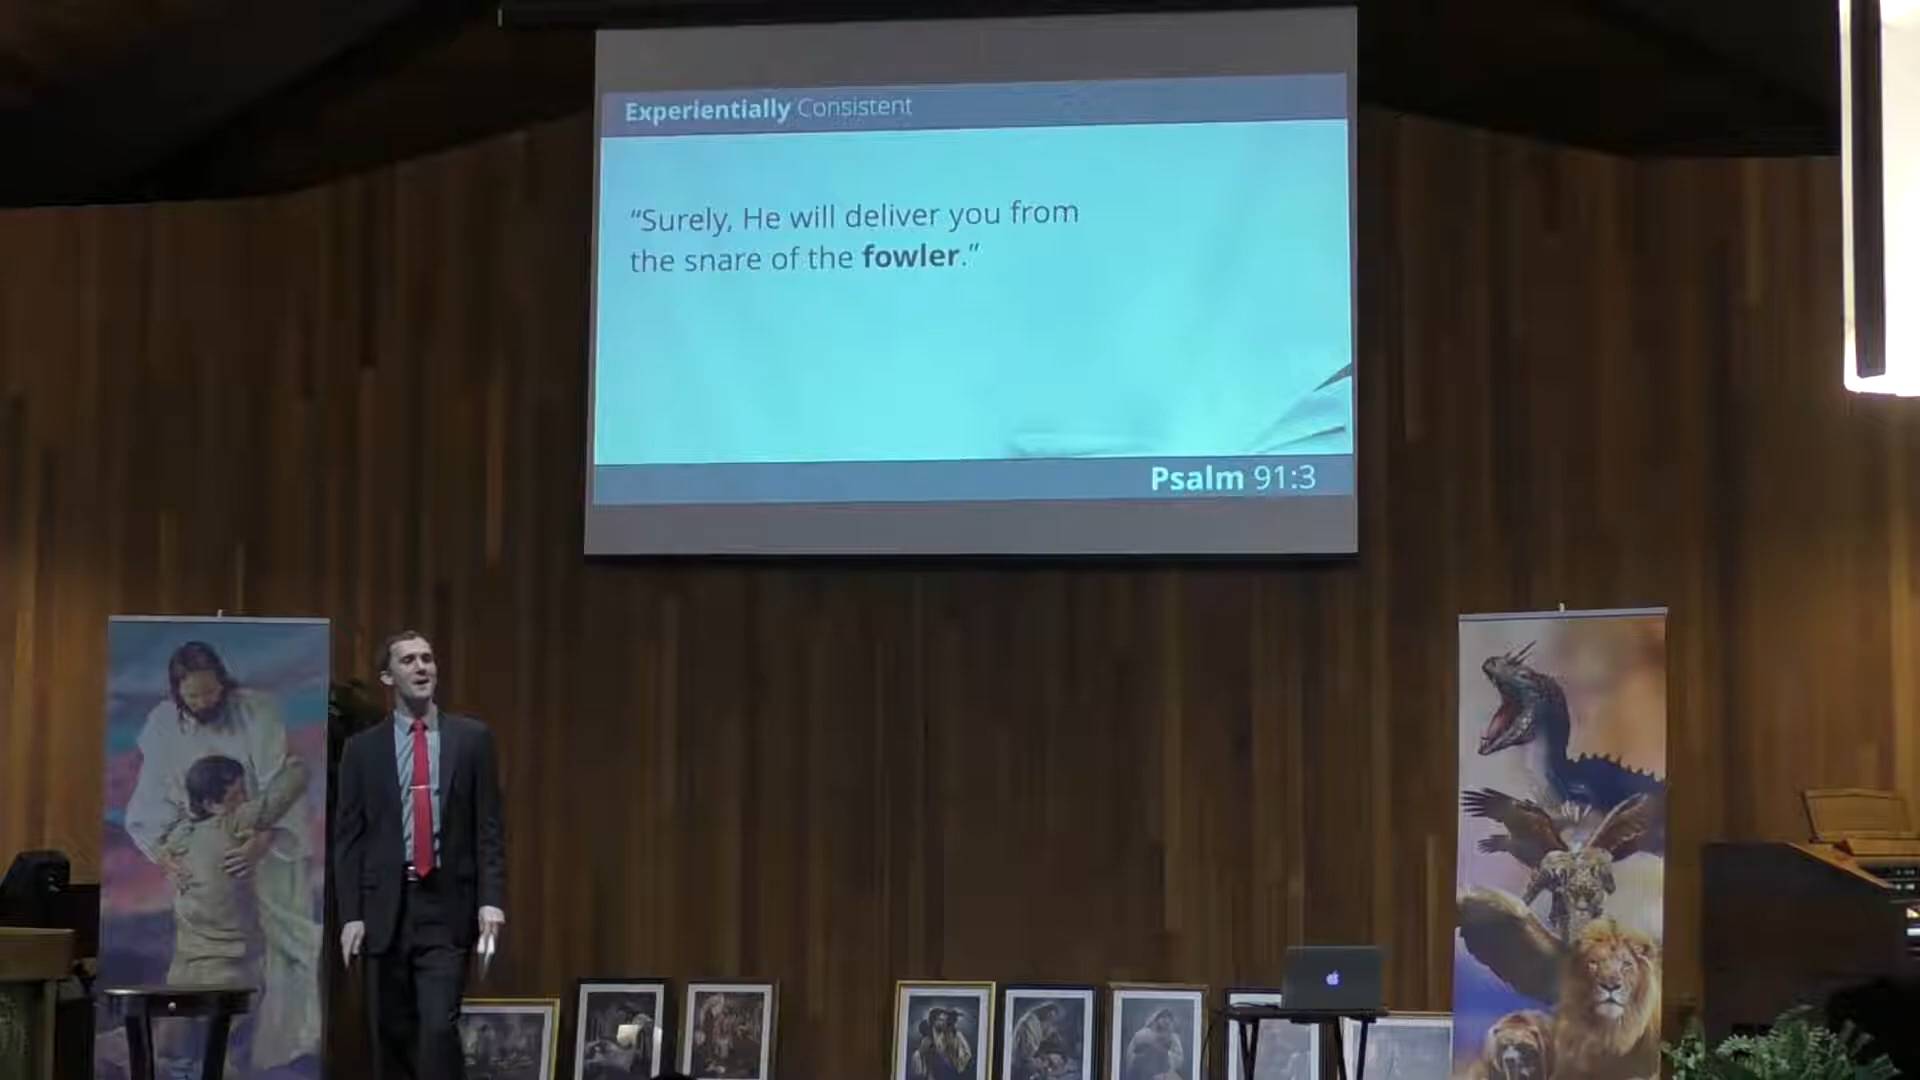 Experientially Consistent
“Surely, He will deliver you from
the snare of the fowler.”
Psalm 91:3